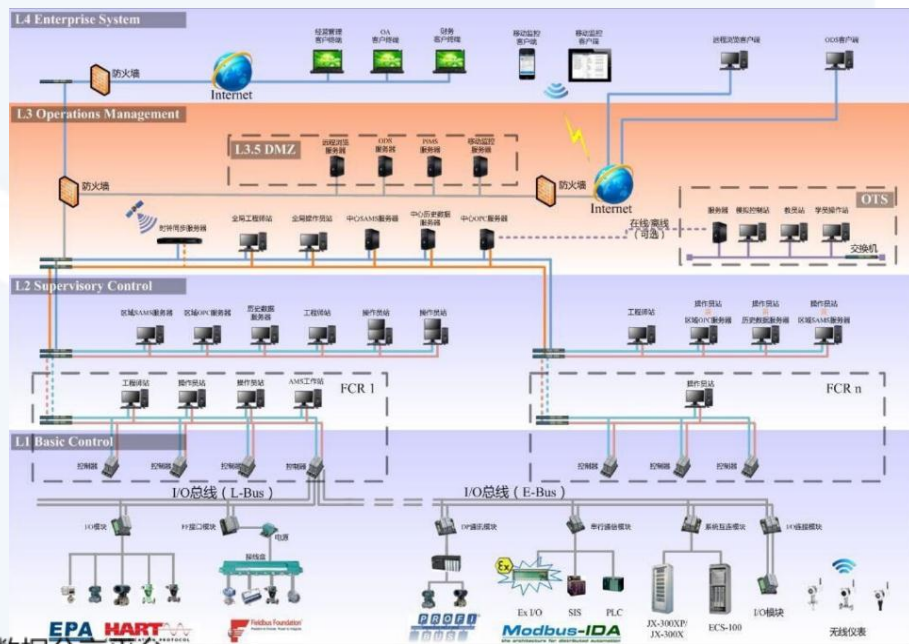 L4 Enterprise System
经营管理
客户终端
OA
客户终端
财务
客户终端
移动监控
客户端
移动监控
客户端
远程浏览客户端
ODS客户端
防火墙
Internet
L3 Operations Management
L3.5 DMZ
远程浏览
服务器
ODS
服务器
服务器
移动监控
服务器
防火墙
防火墙
Internet
OTS
服务器
模拟控制站
教员站
学员操作站
交换机
在线/离线
(可选)
时钟同步服务器
全局工程师站
全局操作员站
中心SAMS服务器
中心历史数据
服务器
中心OPC服务器
L2 Supervisory Control
区域SAMS服务器
区域OPC服务器
历史数据
服务器
工程师站
操作员站
操作员站
工程师站
操作员站
区域OPC服务器
操作员站
历史数据服务器
操作员站
区域SAMS服务器
FCR 1
工程师站
操作员站
操作员站
AMS工作站
FCR n
操作员站
L1 Basic Control
控制器
控制器
控制器
控制器
控制器
控制器
控制器
I/O总线(L-Bus)
I/O总线(E-Bus)
I/O模块
FF接口模块
电源
接线盒
DP通讯模块
串行通信模块
系统互连模块
I/O连接模块
Ex
Ex I/O
SIS
PLC
JX-300XP/
JX-300X
ECS-100
I/O模块
无线仪表
EPA
HART
Fieldbus Foundation
PROFI
BUS
Modbus-IDA
the architecture for distributed automation